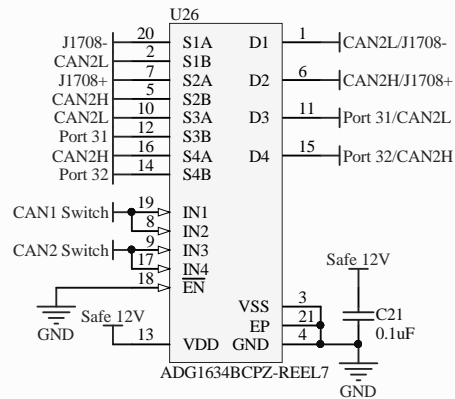 U26
J1708- 20 S1A D1 1 CAN2L/J1708-
CAN2L 2 S1B
J1708+ 7 S2A D2 6 CAN2H/J1708+
CAN2H 5 S2B
CAN2L 10 S3A D3 11 Port 31/CAN2L
Port 31 12 S3B
CAN2H 16 S4A D4 15 Port 32/CAN2H
Port 32 14 S4B
CAN1 Switch 19 IN1
8 IN2
CAN2 Switch 9 IN3
17 IN4
18 EN
Safe 12V
VSS 3
GND
Safe 12V
EP 21
C21
13 VDD GND 4
0.1uF
ADG1634BCPZ-REEL7
GND